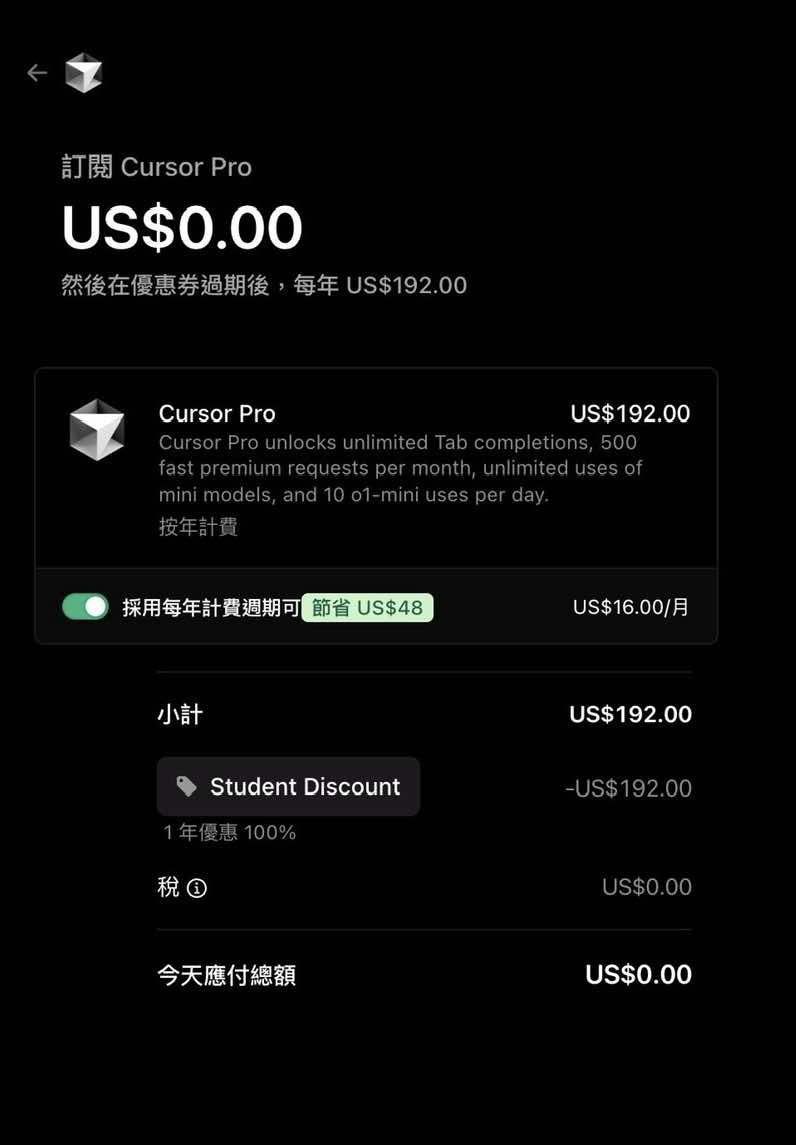 訂閱 Cursor Pro
US$0.00
然後在優惠券過期後，每年 US$192.00
Cursor Pro US$192.00
Cursor Pro unlocks unlimited Tab completions, 500
fast premium requests per month, unlimited uses of
mini models, and 10 o1-mini uses per day.
按年計費
採用每年計費週期可 節省 US$48 US$16.00/月
小計 US$192.00
Student Discount -US$192.00
1 年優惠 100%
稅 US$0.00
今天應付總額 US$0.00